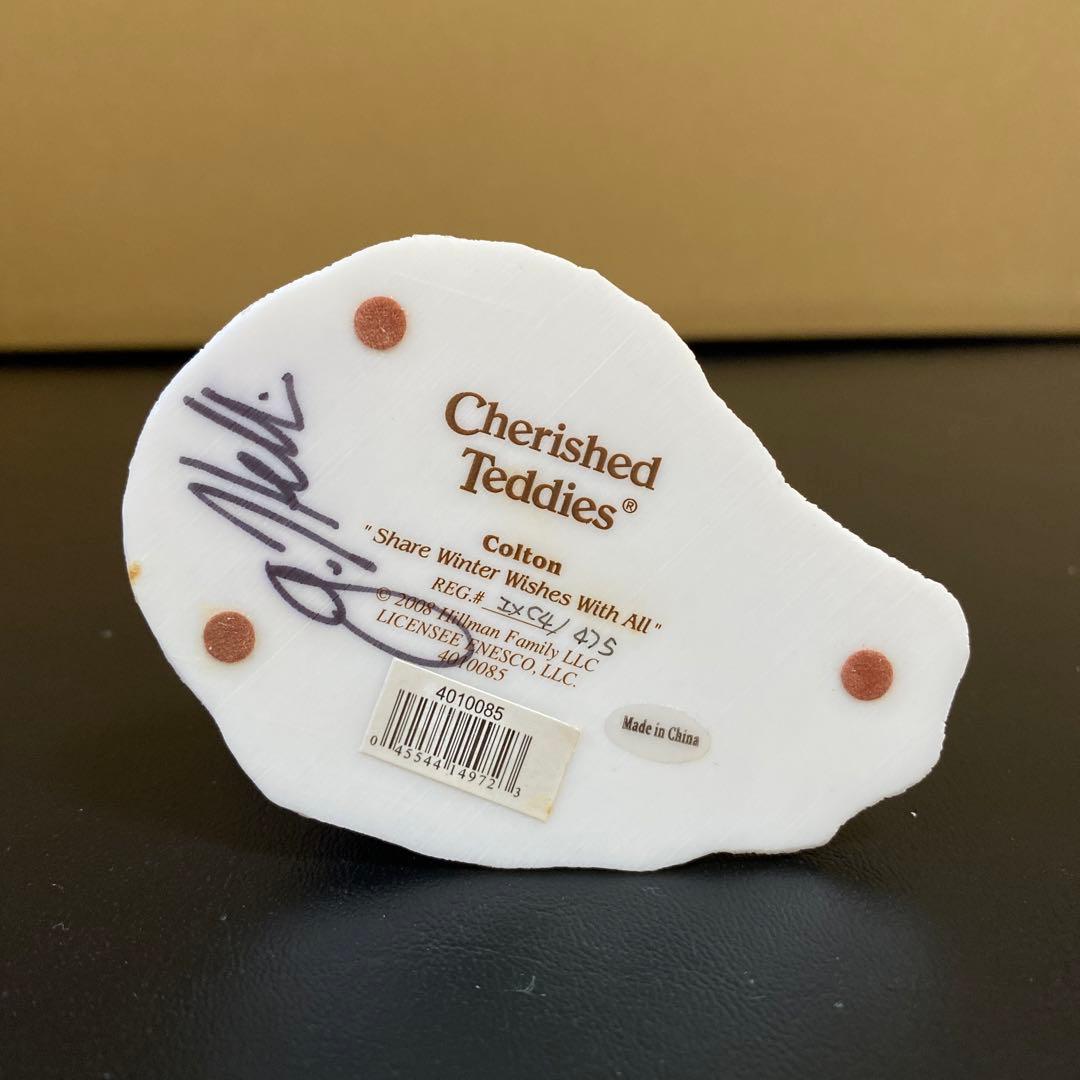 Cherished
Teddies®
Colton
"Share Winter Wishes With All"
REG.# IXC4/475
© 2008 Hillman Family LLC
LICENSEE ENESCO, LLC.
4010085
4010085
0 45544 14972 3
Made in China